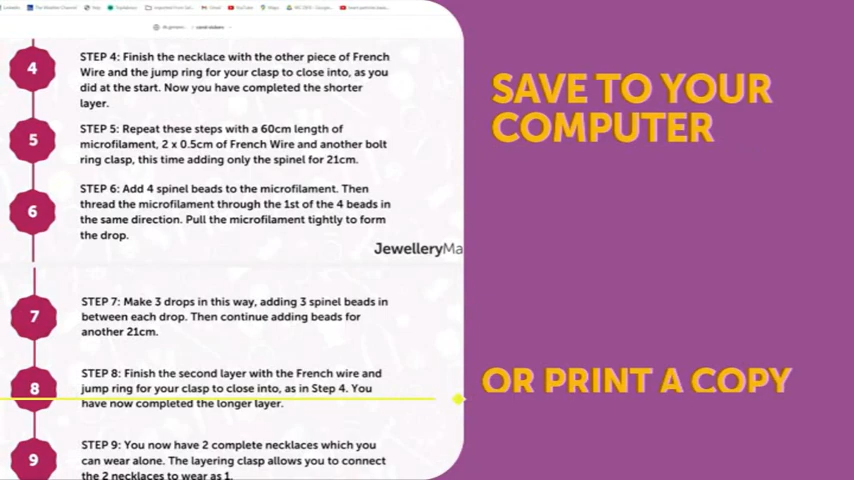 The Weather Channel
YouTube
4
STEP 4: Finish the necklace with the other piece of French
Wire and the jump ring for your clasp to close into, as you
did at the start. Now you have completed the shorter
layer.
5
STEP 5: Repeat these steps with a 60cm length of
microfilament, 2 x 0.5cm of French Wire and another bolt
ring clasp, this time adding only the spinel for 21cm.
6
STEP 6: Add 4 spinel beads to the microfilament. Then
thread the microfilament through the 1st of the 4 beads in
the same direction. Pull the microfilament tightly to form
the drop.
JewelleryMa
7
STEP 7: Make 3 drops in this way, adding 3 spinel beads in
between each drop. Then continue adding beads for
another 21cm.
8
STEP 8: Finish the second layer with the French wire and
jump ring for your clasp to close into, as in Step 4. You
have now completed the longer layer.
9
STEP 9: You now have 2 complete necklaces which you
can wear alone. The layering clasp allows you to connect
the 2 necklaces to wear as 1.
SAVE TO YOUR
COMPUTER
OR PRINT A COPY